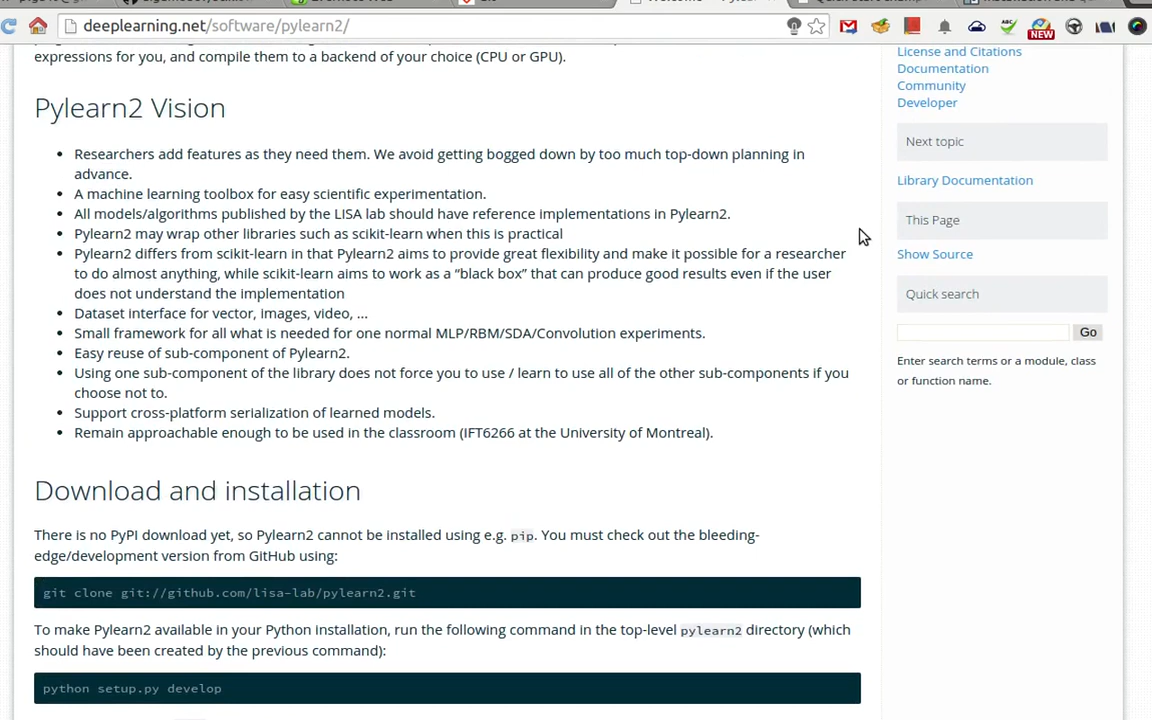 deeplearning.net/software/pylearn2/
NEW
expressions for you, and compile them to a backend of your choice (CPU or GPU).
Pylearn2 Vision
Researchers add features as they need them. We avoid getting bogged down by too much top-down planning in
advance.
A machine learning toolbox for easy scientific experimentation.
All models/algorithms published by the LISA lab should have reference implementations in Pylearn2.
Pylearn2 may wrap other libraries such as scikit-learn when this is practical
Pylearn2 differs from scikit-learn in that Pylearn2 aims to provide great flexibility and make it possible for a researcher
to do almost anything, while scikit-learn aims to work as a “black box” that can produce good results even if the user
does not understand the implementation
Dataset interface for vector, images, video, ...
Small framework for all what is needed for one normal MLP/RBM/SDA/Convolution experiments.
Easy reuse of sub-component of Pylearn2.
Using one sub-component of the library does not force you to use / learn to use all of the other sub-components if you
choose not to.
Support cross-platform serialization of learned models.
Remain approachable enough to be used in the classroom (IFT6266 at the University of Montreal).
Download and installation
There is no PyPI download yet, so Pylearn2 cannot be installed using e.g. pip. You must check out the bleeding-
edge/development version from GitHub using:
git clone git://github.com/lisa-lab/pylearn2.git
To make Pylearn2 available in your Python installation, run the following command in the top-level pylearn2 directory (which
should have been created by the previous command):
python setup.py develop
License and Citations
Documentation
Community
Developer
Next topic
Library Documentation
This Page
Show Source
Quick search
Go
Enter search terms or a module, class
or function name.